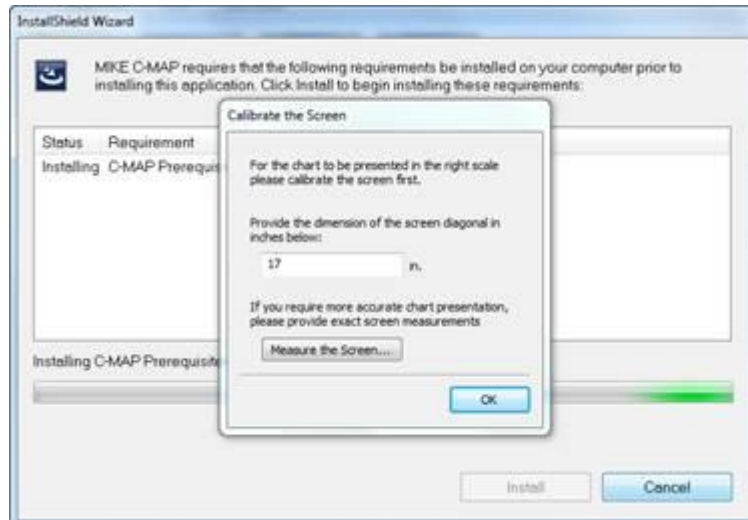 InstallShield Wizard
MIKE C-MAP requires that the following requirements be installed on your computer prior to
installing this application. Click Install to begin installing these requirements:
Status Requirement
Installing C-MAP Prerequis
Calibrate the Screen
For the chart to be presented in the right scale
please calibrate the screen first.
Provide the dimension of the screen diagonal in
inches below:
17 in.
If you require more accurate chart presentation,
please provide exact screen measurements
Measure the Screen...
OK
Installing C-MAP Prerequisite
Install Cancel